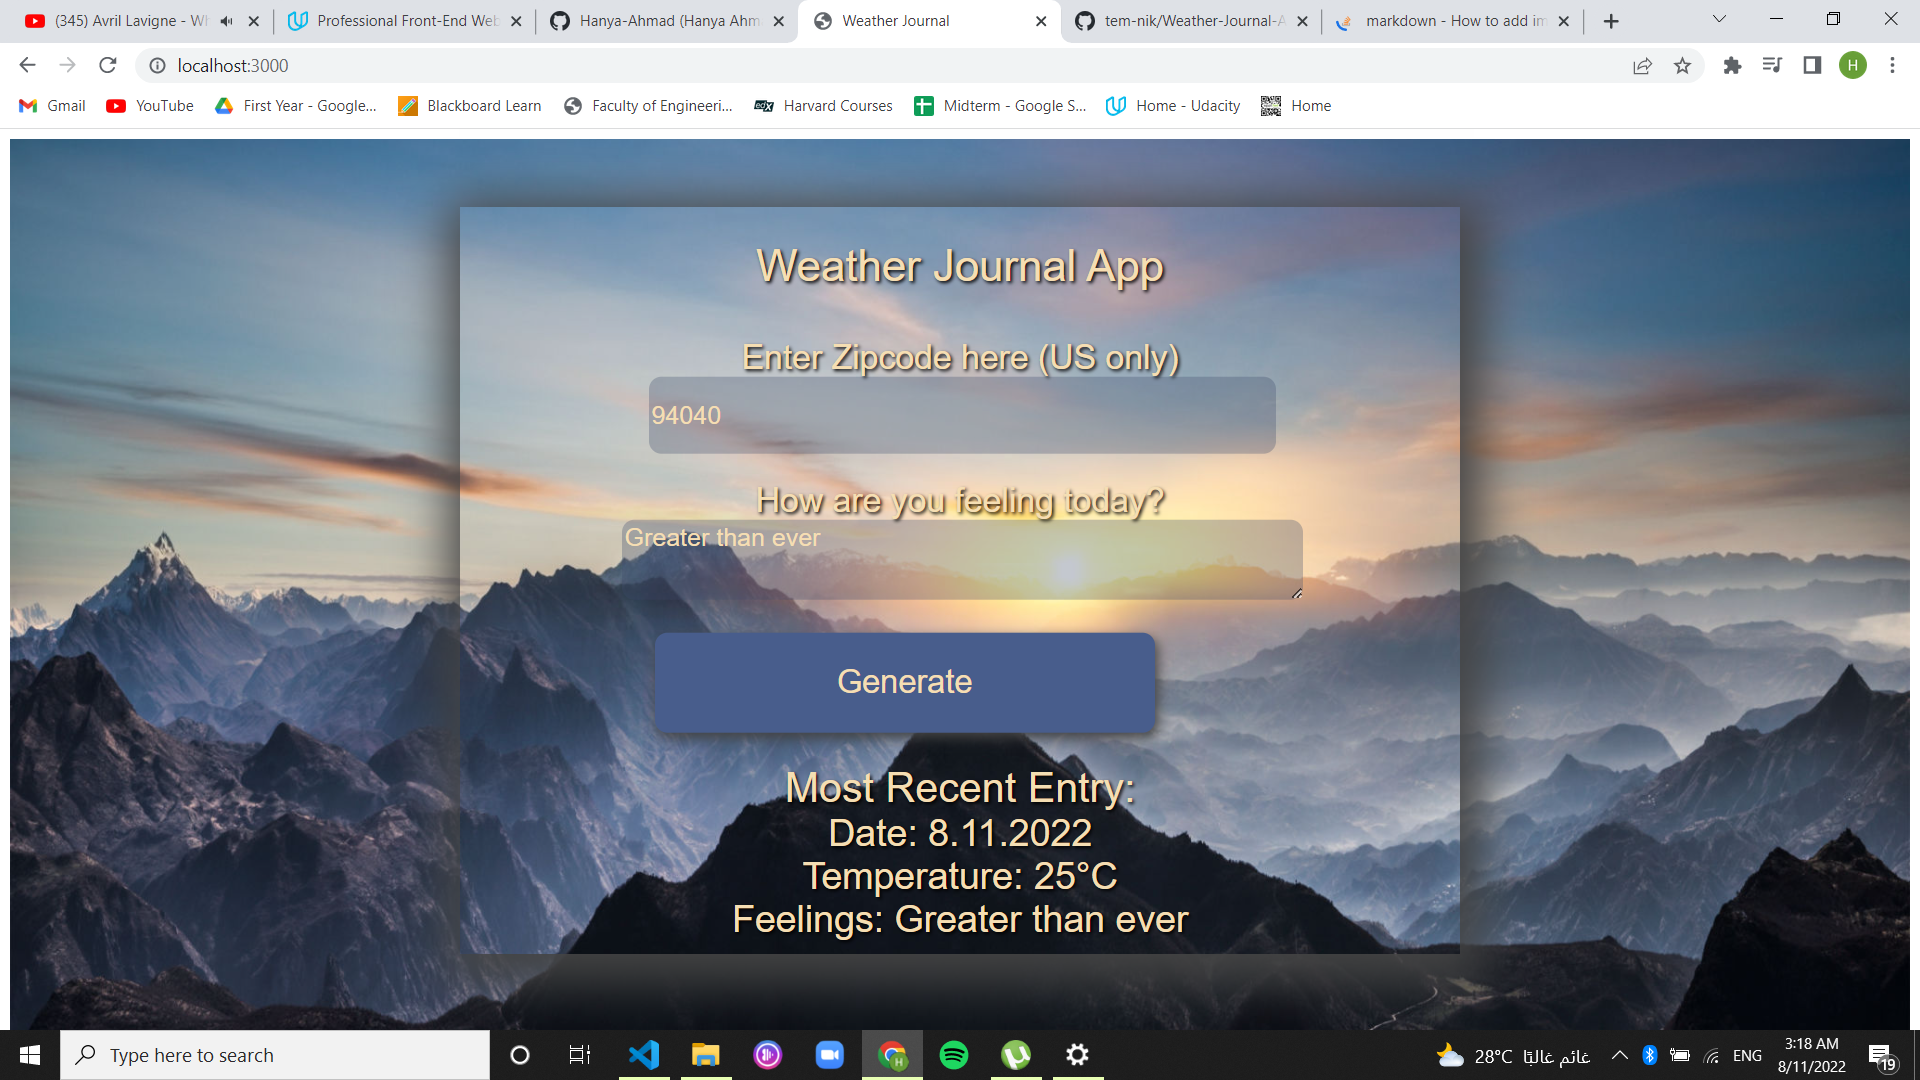 (345) Avril Lavigne - Wh
Professional Front-End Web
Hanya-Ahmad (Hanya Ahm
Weather Journal
tem-nik/Weather-Journal-A
markdown - How to add im
localhost:3000
H
Gmail
YouTube
First Year - Google...
Blackboard Learn
Faculty of Engineeri...
edX
Harvard Courses
Midterm - Google S...
Home - Udacity
Home
Weather Journal App
Enter Zipcode here (US only)
94040
How are you feeling today?
Greater than ever
Generate
Most Recent Entry:
Date: 8.11.2022
Temperature: 25°C
Feelings: Greater than ever
Type here to search
28°C غائم غالبًا
ENG
3:18 AM
8/11/2022
19